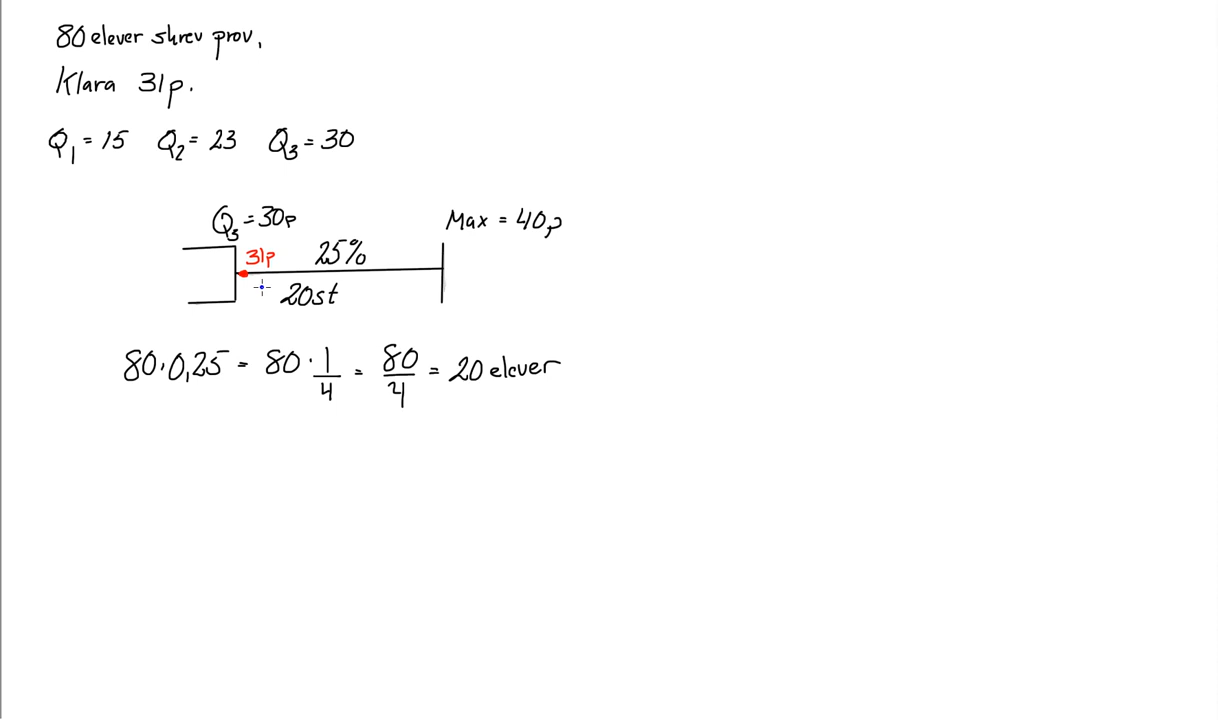 80 elever skrev prov.
Klara 31p.
Q₁ = 15 Q₂ = 23 Q₃ = 30
Q₃ = 30p Max = 40p
31p 25%
20st
80·0,25 = 80·1/4 = 80/4 = 20 elever